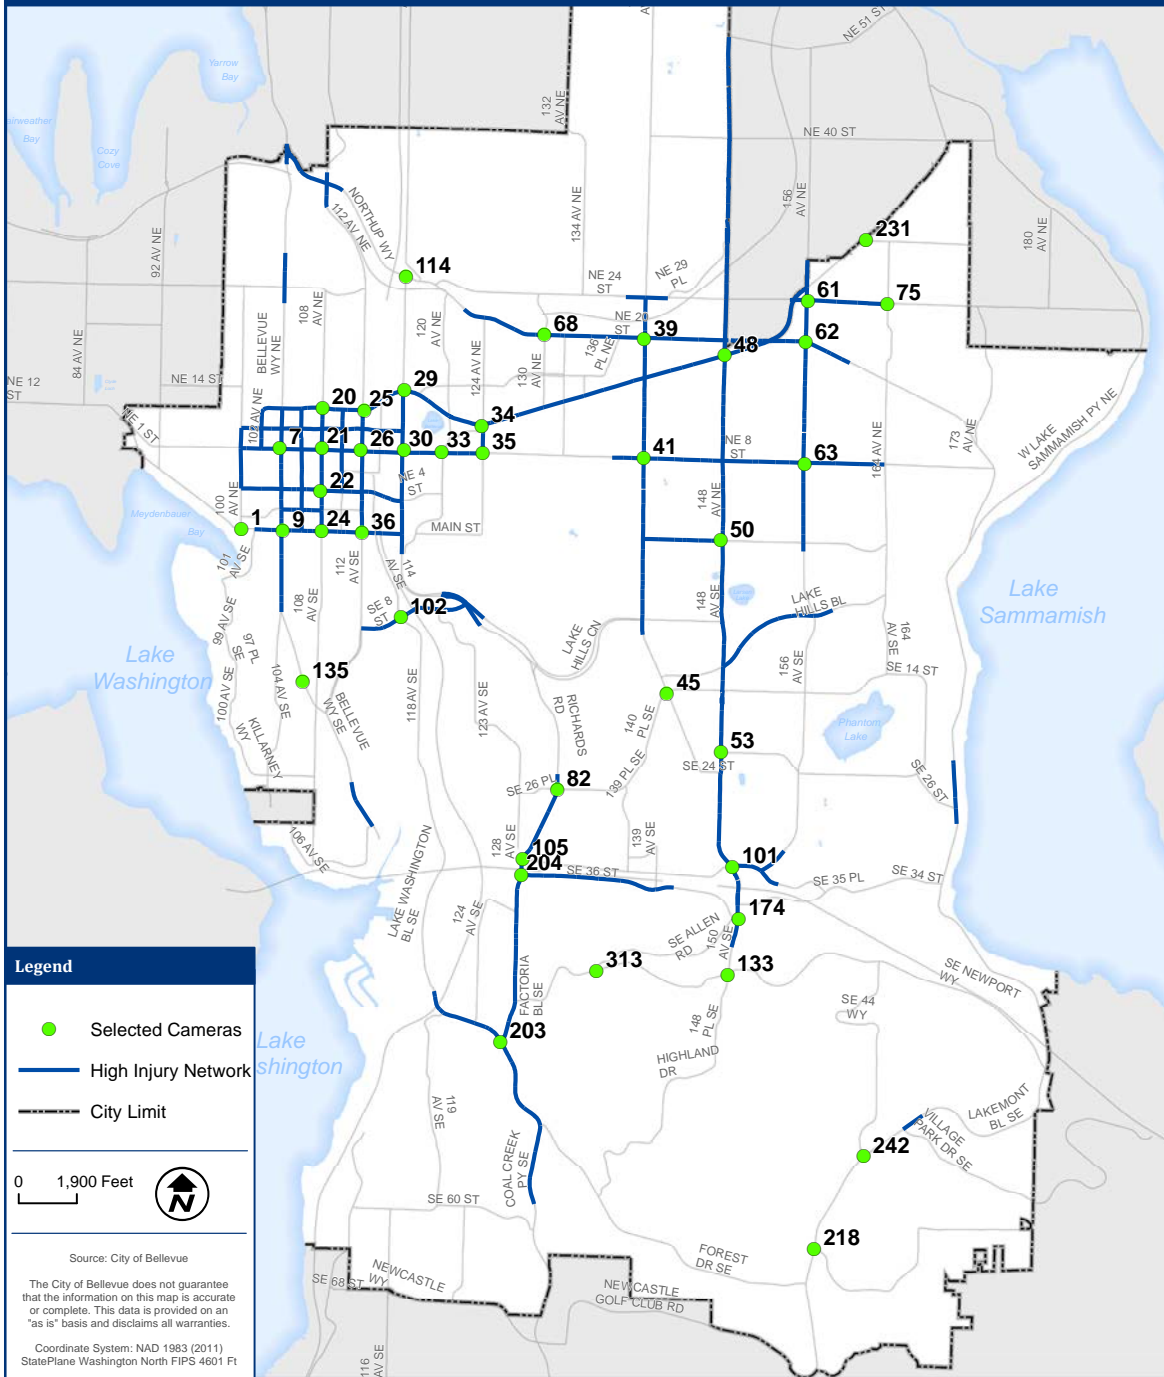 NE 51 ST
Yarrow
Bay
132
AV NE
Fairweather
Bay
Cozy
Cove
NE 40 ST
NORTHUP WY
112 AV NE
92 AV NE
134 AV NE
156
AV NE
180
AV NE
231
114
NE 24
ST
NE 29
PL
61
75
108
AV NE
BELLEVUE
WY NE
120
AV NE
68
NE 20
ST
39
62
84 AV NE
124 AV NE
130
AV NE
136
PL NE
48
NE 12
ST
NE 14 ST
29
20
25
NE 1 ST
102 AV NE
34
173
AV NE
W LAKE
SAMMAMISH PY NE
7
21
26
30
33
35
41
NE 8
ST
63
164 AV NE
NE 4
ST
22
100
AV NE
148
AV NE
Meydenbauer
Bay
1
9
24
36
MAIN ST
50
101
AV SE
112
AV SE
114
AV SE
148
AV SE
Lake
Sammamish
108
AV SE
SE 8
ST
102
LAKE
HILLS BL
99 AV SE
97 PL
SE
LAKE
HILLS CN
164
AV SE
156
AV SE
SE 14 ST
Lake
Washington
135
45
100 AV SE
104 AV SE
BELLEVUE
WY SE
118 AV SE
123 AV SE
RICHARDS
RD
140
PL SE
Phantom
Lake
KILLARNEY
WY
53
SE 24 ST
SE 26 PL
82
139 PL SE
SE 26 ST
106 AV SE
128
AV SE
105
139
AV SE
204
SE 36 ST
101
SE 35 PL
SE 34 ST
LAKE WASHINGTON
BL SE
124
AV SE
174
SE ALLEN
RD
150
AV SE
Legend
313
133
FACTORIA
BL SE
SE NEWPORT
WY
SE 44
WY
148
PL SE
Selected Cameras
203
Lake
shington
High Injury Network
HIGHLAND
DR
City Limit
119
AV SE
LAKEMONT
BL SE
VILLAGE
PARK DR SE
242
0 1,900 Feet
N
COAL CREEK
PY SE
SE 60 ST
218
FOREST
DR SE
Source: City of Bellevue
The City of Bellevue does not guarantee
that the information on this map is accurate
or complete. This data is provided on an
"as is" basis and disclaims all warranties.
SE 68 ST
NEWCASTLE
WY
NEWCASTLE
GOLF CLUB RD
Coordinate System: NAD 1983 (2011)
StatePlane Washington North FIPS 4601 Ft
116
AV SE